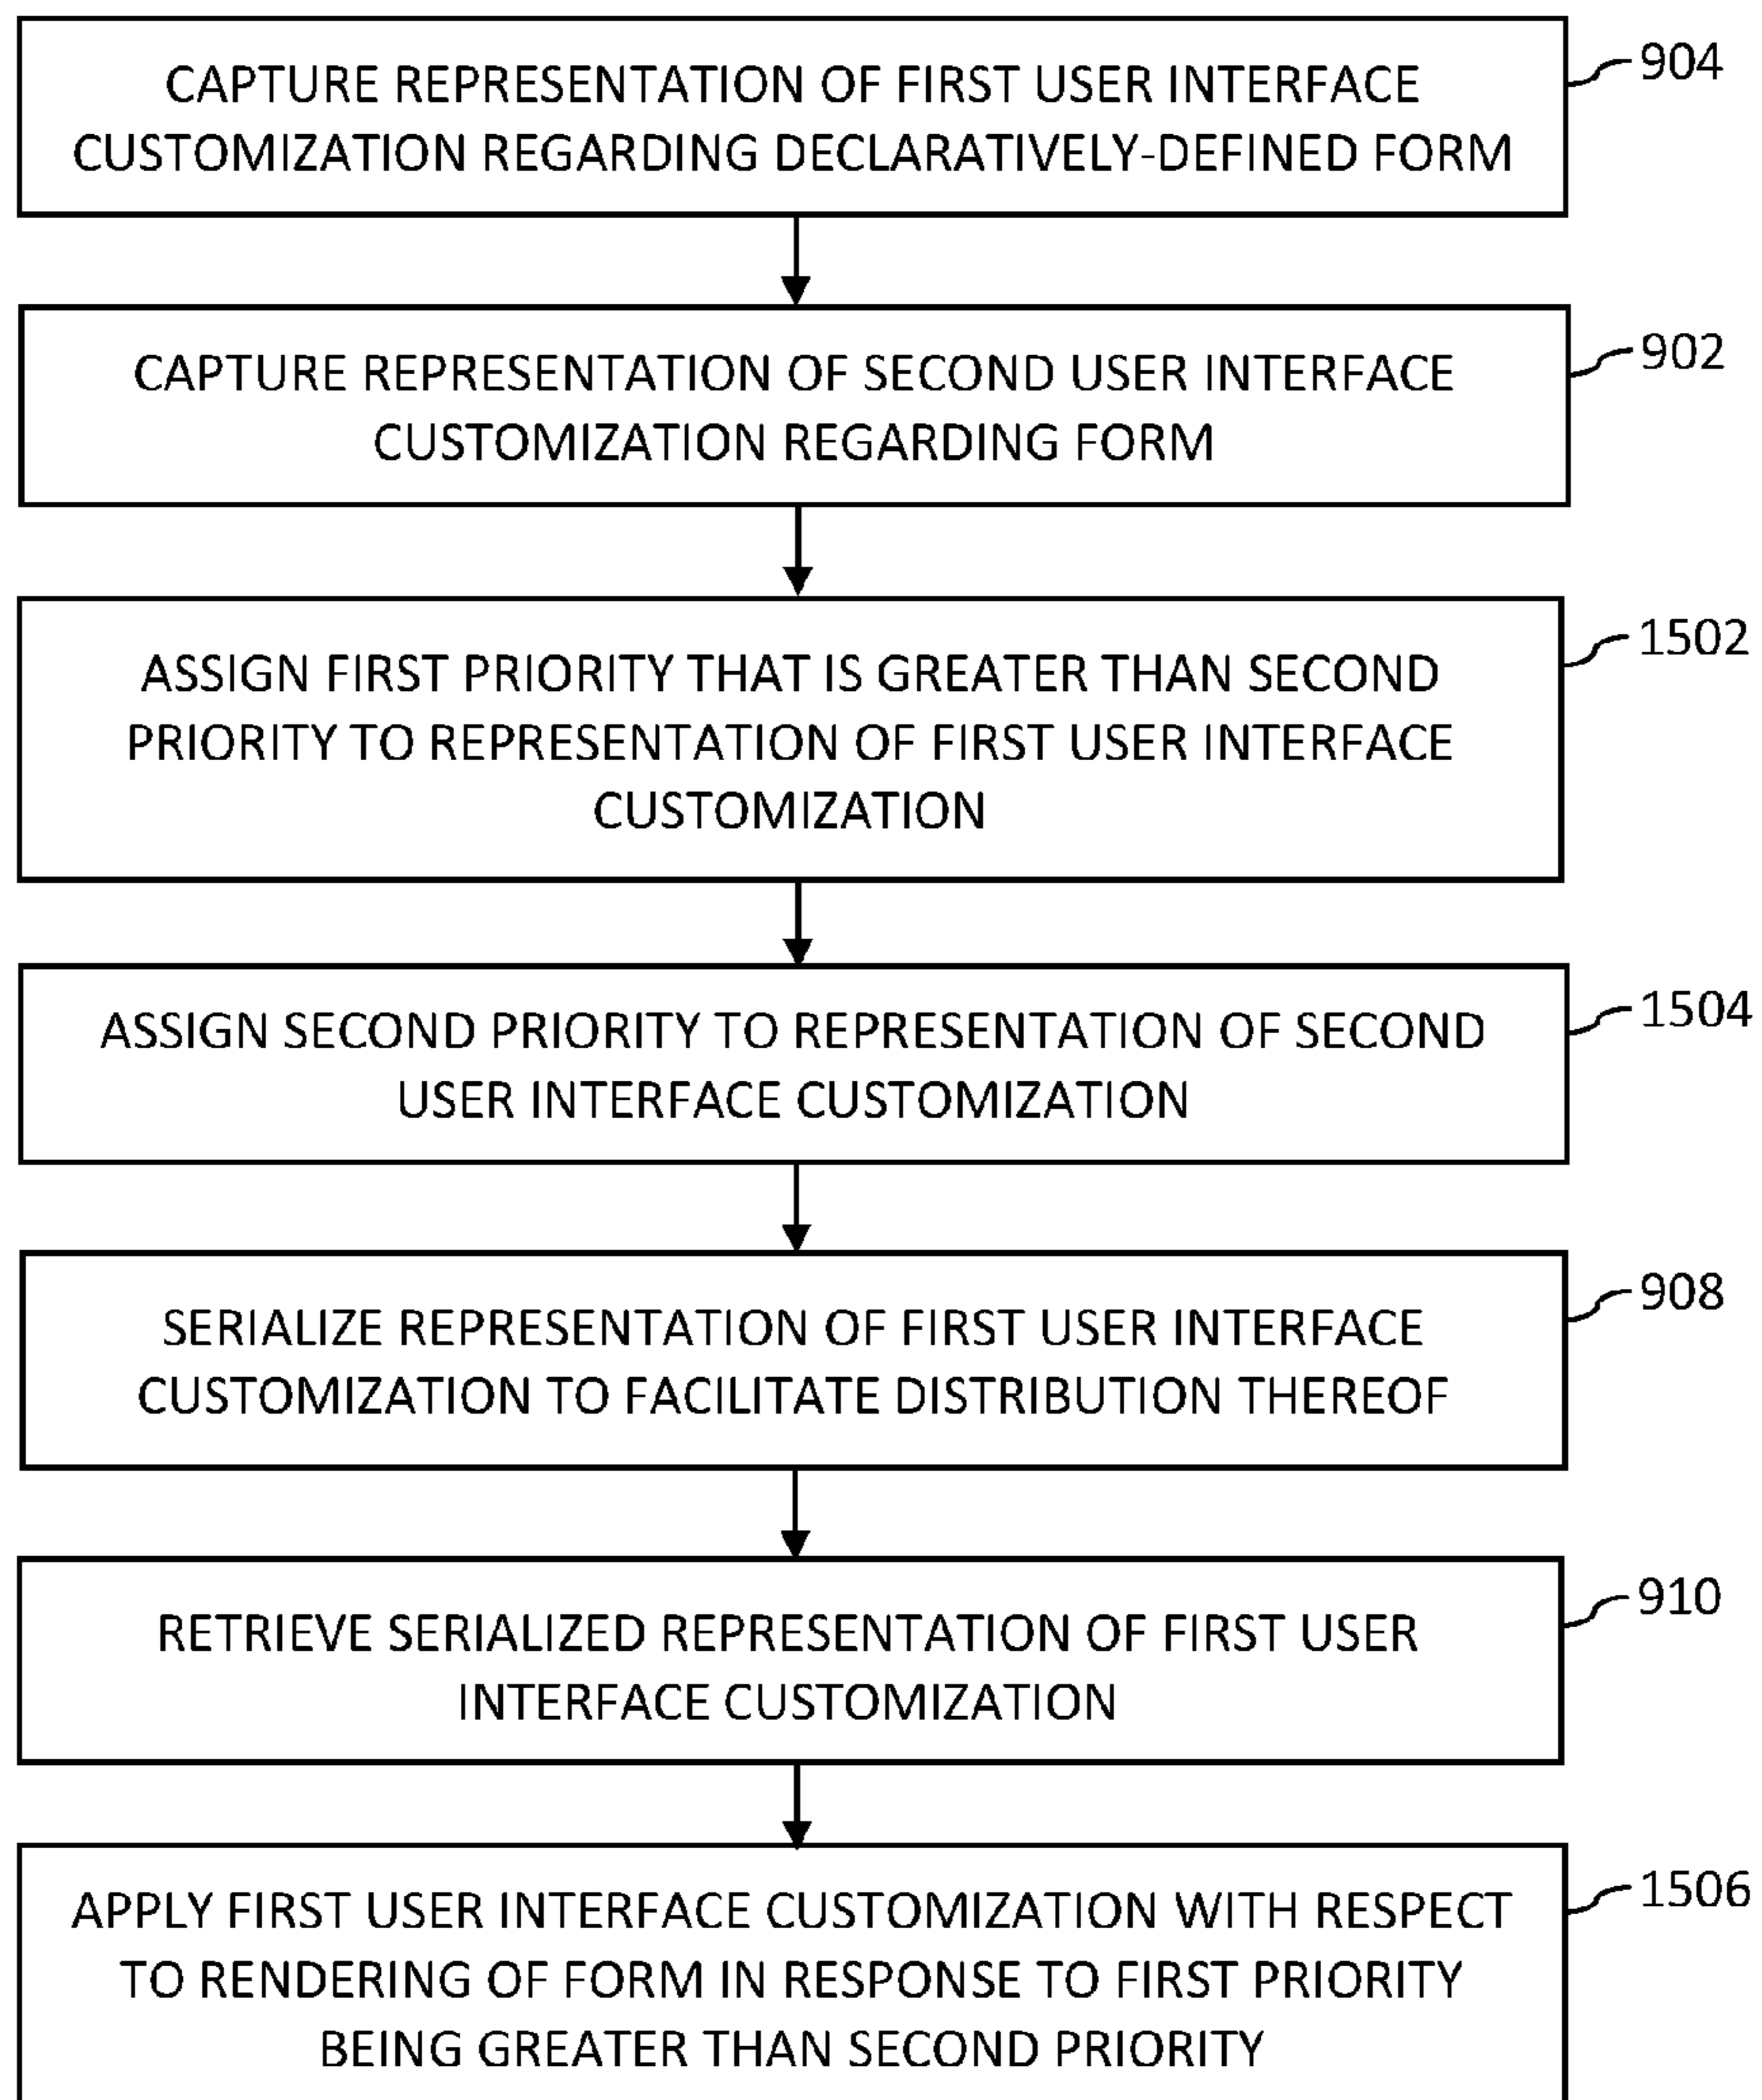 CAPTURE REPRESENTATION OF FIRST USER INTERFACE
CUSTOMIZATION REGARDING DECLARATIVELY-DEFINED FORM
904
CAPTURE REPRESENTATION OF SECOND USER INTERFACE
CUSTOMIZATION REGARDING FORM
902
ASSIGN FIRST PRIORITY THAT IS GREATER THAN SECOND
PRIORITY TO REPRESENTATION OF FIRST USER INTERFACE
CUSTOMIZATION
1502
ASSIGN SECOND PRIORITY TO REPRESENTATION OF SECOND
USER INTERFACE CUSTOMIZATION
1504
SERIALIZE REPRESENTATION OF FIRST USER INTERFACE
CUSTOMIZATION TO FACILITATE DISTRIBUTION THEREOF
908
RETRIEVE SERIALIZED REPRESENTATION OF FIRST USER
INTERFACE CUSTOMIZATION
910
APPLY FIRST USER INTERFACE CUSTOMIZATION WITH RESPECT
TO RENDERING OF FORM IN RESPONSE TO FIRST PRIORITY
BEING GREATER THAN SECOND PRIORITY
1506